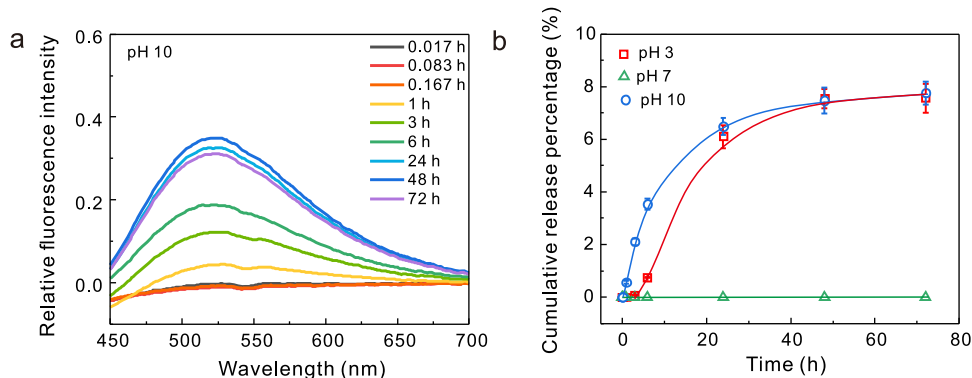 a
pH 10
0.017 h
0.083 h
0.167 h
1 h
3 h
6 h
24 h
48 h
72 h
0.6
0.4
0.2
0.0
450
500
550
600
650
700
Relative fluorescence intensity
Wavelength (nm)
b
pH 3
pH 7
pH 10
10
8
6
4
2
0
0
20
40
60
80
Cumulative release percentage (%)
Time (h)